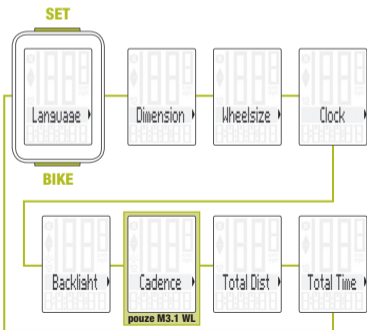 SET
Language
Dimension
Wheelsize
Clock
BIKE
Backlight
Cadence
Total Dist
Total Time
pouze M3.1 WL